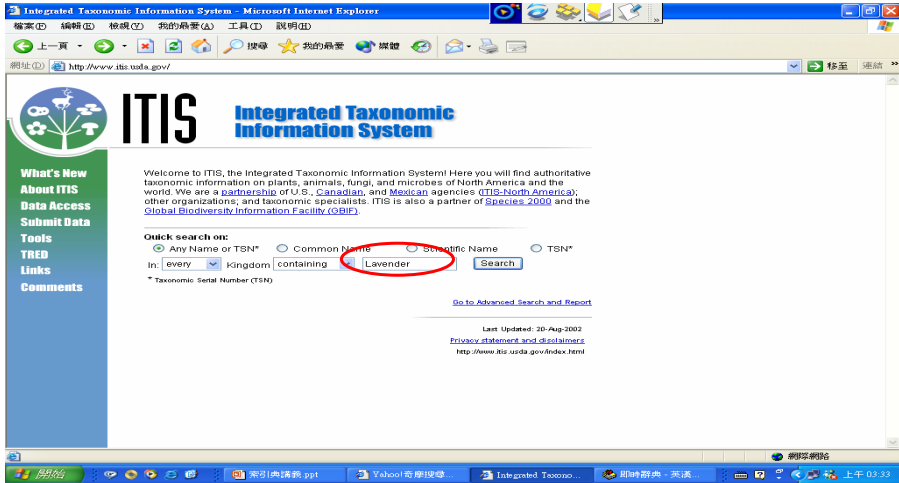 Integrated Taxonomic Information System - Microsoft Internet Explorer
檔案(F) 編輯(E) 檢視(V) 我的最愛(A) 工具(T) 說明(H)
上一頁 搜尋 我的最愛 媒體
網址(D) http://www.itis.usda.gov/ 移至 連結 »
ITIS
Integrated Taxonomic
Information System
What's New
About ITIS
Data Access
Submit Data
Tools
TRED
Links
Comments
Welcome to ITIS, the Integrated Taxonomic Information System! Here you will find authoritative
taxonomic information on plants, animals, fungi, and microbes of North America and the
world. We are a partnership of U.S., Canadian, and Mexican agencies (ITIS-North America);
other organizations; and taxonomic specialists. ITIS is also a partner of Species 2000 and the
Global Biodiversity Information Facility (GBIF).
Quick search on:
Any Name or TSN* Common Name Scientific Name TSN*
In: every Kingdom containing Lavender Search
* Taxonomic Serial Number (TSN)
Go to Advanced Search and Report
Last Updated: 20-Aug-2002
Privacy statement and disclaimers
http://www.itis.usda.gov/index.html
網際網路
開始 索引典講義.ppt Yahoo!奇摩搜尋... Integrated Taxono... 即時辭典 - 英漢... 上午 03:33